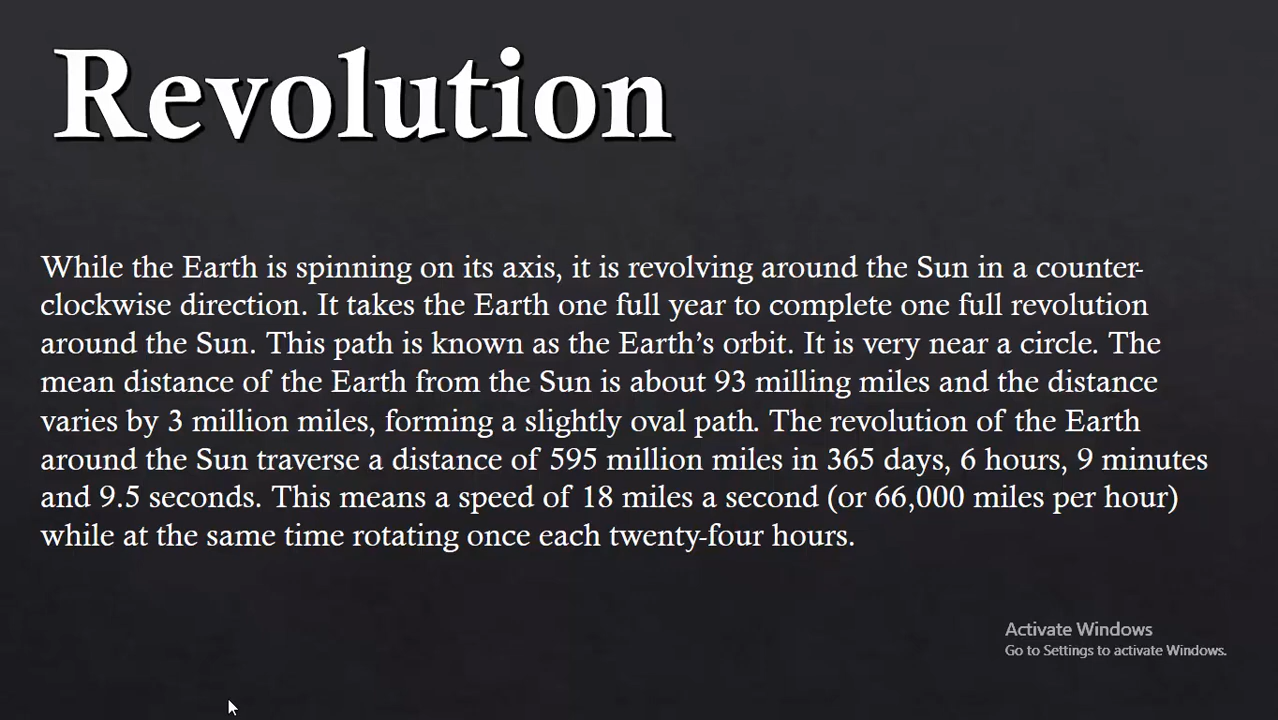 Revolution
While the Earth is spinning on its axis, it is revolving around the Sun in a counter-
clockwise direction. It takes the Earth one full year to complete one full revolution
around the Sun. This path is known as the Earth’s orbit. It is very near a circle. The
mean distance of the Earth from the Sun is about 93 milling miles and the distance
varies by 3 million miles, forming a slightly oval path. The revolution of the Earth
around the Sun traverse a distance of 595 million miles in 365 days, 6 hours, 9 minutes
and 9.5 seconds. This means a speed of 18 miles a second (or 66,000 miles per hour)
while at the same time rotating once each twenty-four hours.
Activate Windows
Go to Settings to activate Windows.